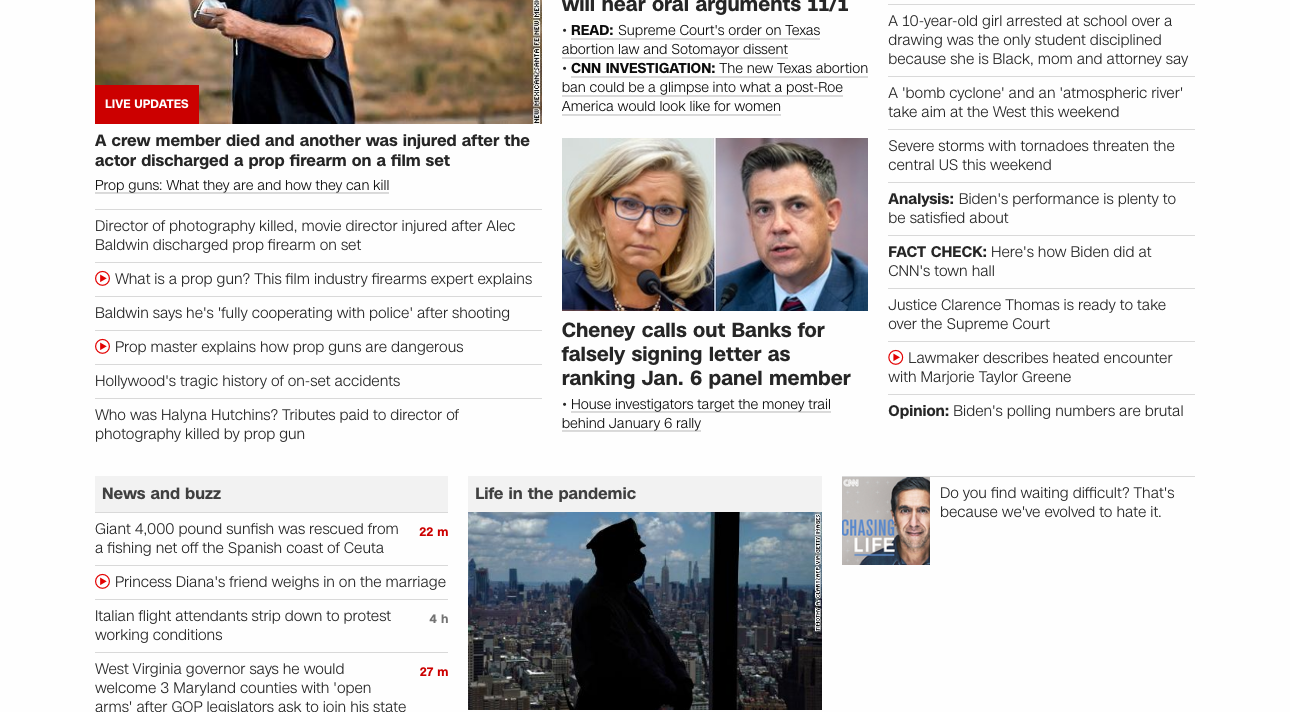 NEW MEXICAN/SANTA FE NEW MEXIC
LIVE UPDATES
A crew member died and another was injured after the
actor discharged a prop firearm on a film set
Prop guns: What they are and how they can kill
Director of photography killed, movie director injured after Alec
Baldwin discharged prop firearm on set
What is a prop gun? This film industry firearms expert explains
Baldwin says he's 'fully cooperating with police' after shooting
Prop master explains how prop guns are dangerous
Hollywood's tragic history of on-set accidents
Who was Halyna Hutchins? Tributes paid to director of
photography killed by prop gun
will hear oral arguments 11/1
• READ: Supreme Court's order on Texas
abortion law and Sotomayor dissent
• CNN INVESTIGATION: The new Texas abortion
ban could be a glimpse into what a post-Roe
America would look like for women
Cheney calls out Banks for
falsely signing letter as
ranking Jan. 6 panel member
• House investigators target the money trail
behind January 6 rally
A 10-year-old girl arrested at school over a
drawing was the only student disciplined
because she is Black, mom and attorney say
A 'bomb cyclone' and an 'atmospheric river'
take aim at the West this weekend
Severe storms with tornadoes threaten the
central US this weekend
Analysis: Biden's performance is plenty to
be satisfied about
FACT CHECK: Here's how Biden did at
CNN's town hall
Justice Clarence Thomas is ready to take
over the Supreme Court
Lawmaker describes heated encounter
with Marjorie Taylor Greene
Opinion: Biden's polling numbers are brutal
News and buzz
Giant 4,000 pound sunfish was rescued from
a fishing net off the Spanish coast of Ceuta
22 m
Princess Diana's friend weighs in on the marriage
Italian flight attendants strip down to protest
working conditions
4 h
West Virginia governor says he would
welcome 3 Maryland counties with 'open
arms' after GOP legislators ask to join his state
27 m
Life in the pandemic
TIMOTHY A. CLARY/AFP VIA GETTY IMAGES
CNN
CHASING
LIFE
Do you find waiting difficult? That's
because we've evolved to hate it.